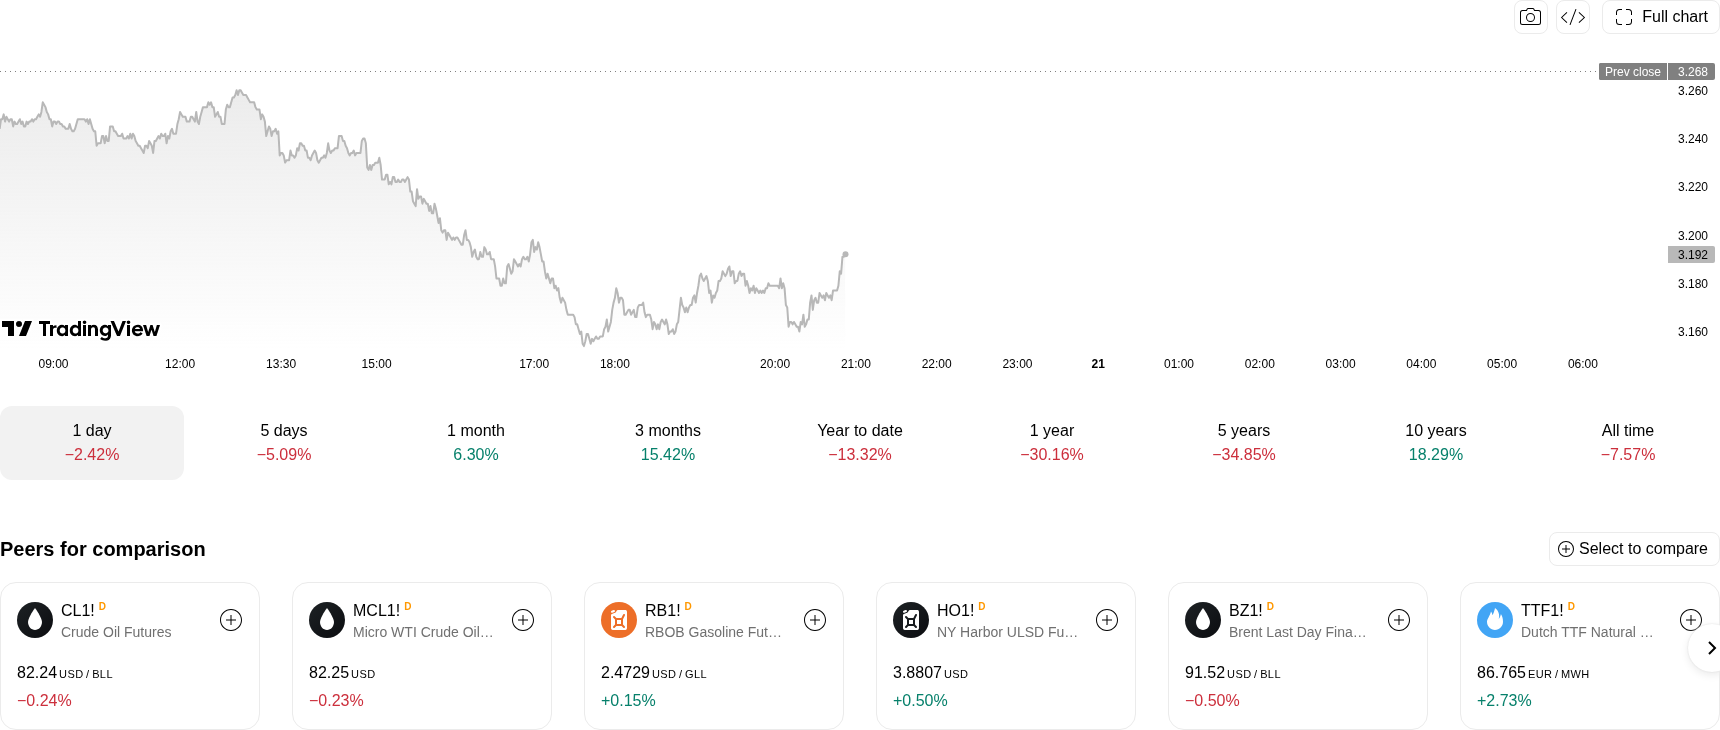 Full chart
Prev close 3.268
3.260
3.240
3.220
3.200
3.192
3.180
3.160
TradingView
09:00 12:00 13:30 15:00 17:00 18:00 20:00 21:00 22:00 23:00 21 01:00 02:00 03:00 04:00 05:00 06:00
1 day 5 days 1 month 3 months Year to date 1 year 5 years 10 years All time
−2.42% −5.09% 6.30% 15.42% −13.32% −30.16% −34.85% 18.29% −7.57%
Peers for comparison
Select to compare
CL1! D
Crude Oil Futures
82.24 USD / BLL
−0.24%
MCL1! D
Micro WTI Crude Oil…
82.25 USD
−0.23%
RB1! D
RBOB Gasoline Fut…
2.4729 USD / GLL
+0.15%
HO1! D
NY Harbor ULSD Fu…
3.8807 USD
+0.50%
BZ1! D
Brent Last Day Fina…
91.52 USD / BLL
−0.50%
TTF1! D
Dutch TTF Natural …
86.765 EUR / MWH
+2.73%